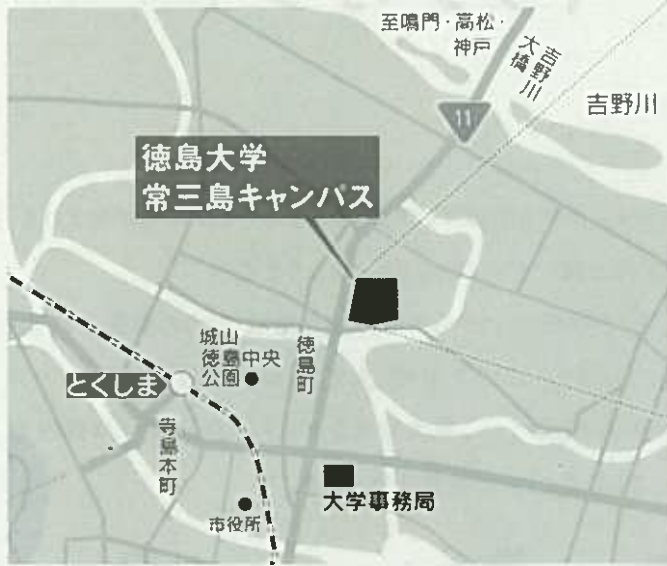 至鳴門・高松・
神戸
吉野川
大橋
吉野川
11
徳島大学
常三島キャンパス
城山
徳島中央
公園
徳島町
とくしま
寺島本町
大学事務局
市役所